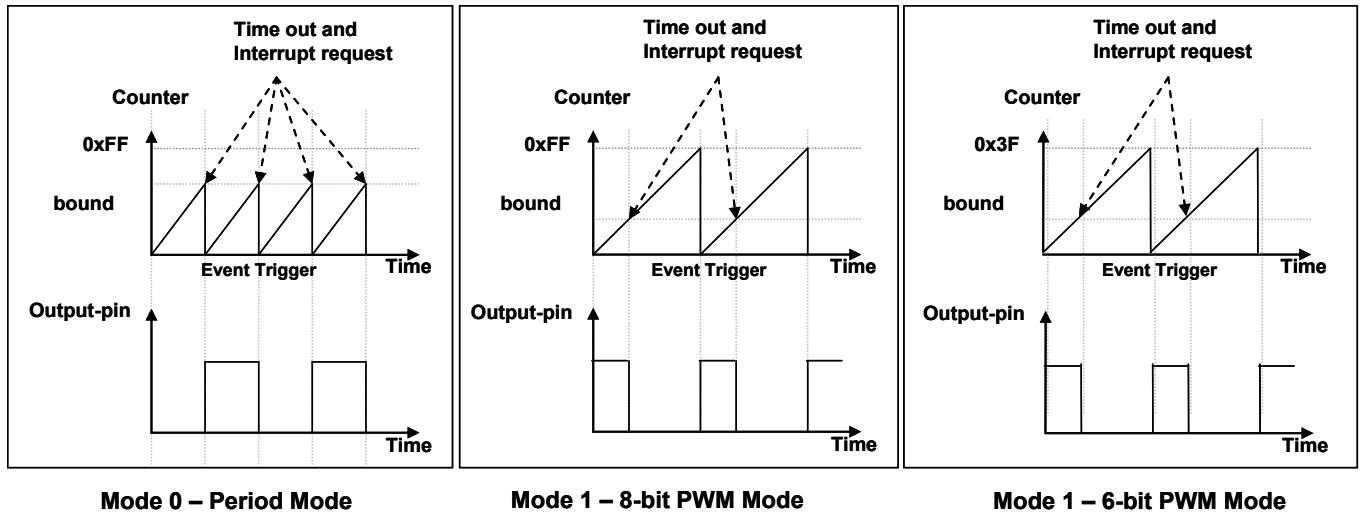 Time out and
Interrupt request
Counter
0xFF
bound
Event Trigger
Time
Output-pin
Time
Mode 0 – Period Mode
Time out and
Interrupt request
Counter
0xFF
bound
Event Trigger
Time
Output-pin
Time
Mode 1 – 8-bit PWM Mode
Time out and
Interrupt request
Counter
0x3F
bound
Event Trigger
Time
Output-pin
Time
Mode 1 – 6-bit PWM Mode